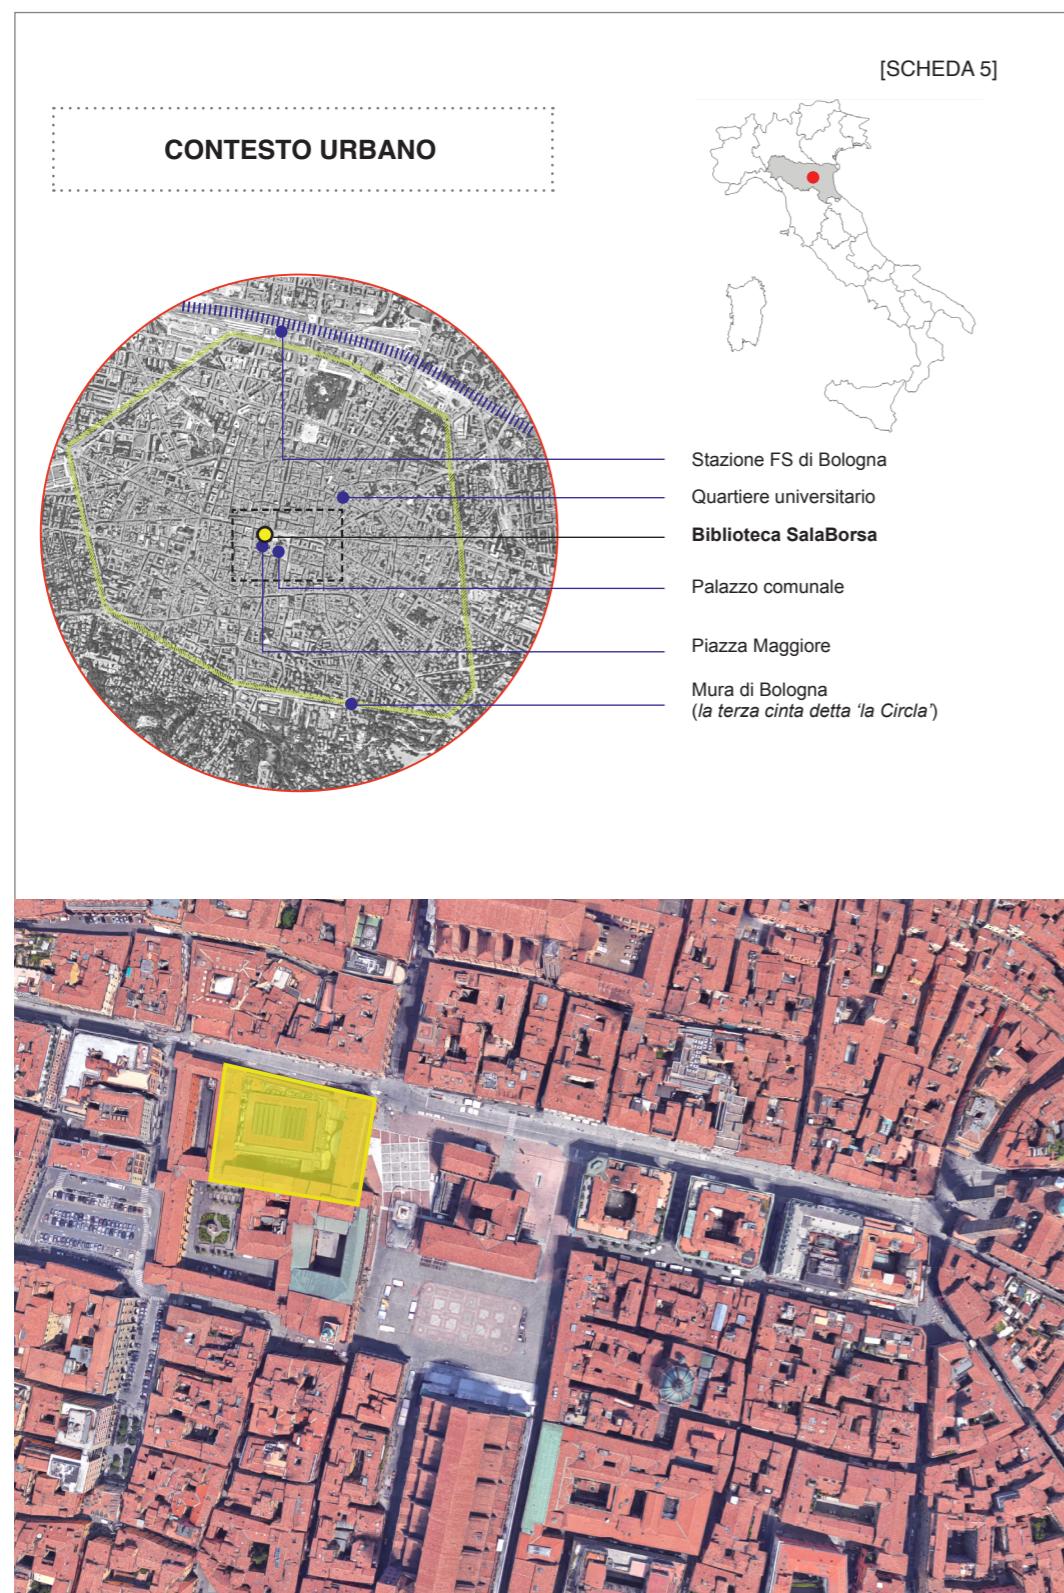 [SCHEDA 5]
CONTESTO URBANO
Stazione FS di Bologna
Quartiere universitario
Biblioteca SalaBorsa
Palazzo comunale
Piazza Maggiore
Mura di Bologna
(la terza cinta detta ‘la Circla’)